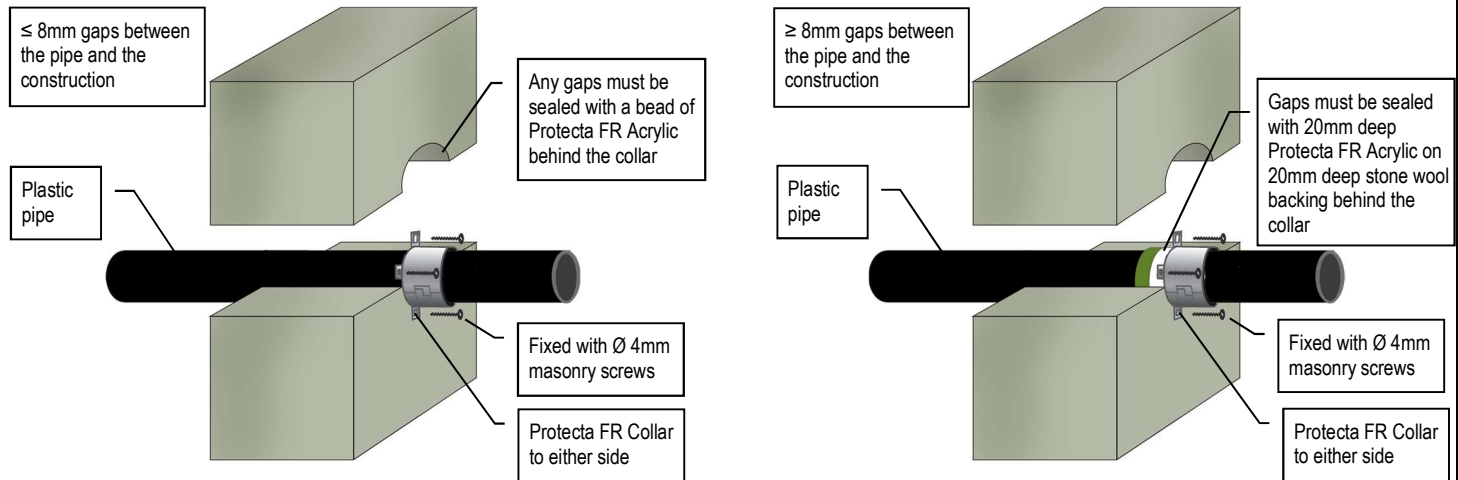 ≤ 8mm gaps between
the pipe and the
construction
Any gaps must be
sealed with a bead of
Protecta FR Acrylic
behind the collar
Plastic
pipe
Fixed with Ø 4mm
masonry screws
Protecta FR Collar
to either side
≥ 8mm gaps between
the pipe and the
construction
Gaps must be sealed
with 20mm deep
Protecta FR Acrylic on
20mm deep stone wool
backing behind the
collar
Plastic
pipe
Fixed with Ø 4mm
masonry screws
Protecta FR Collar
to either side